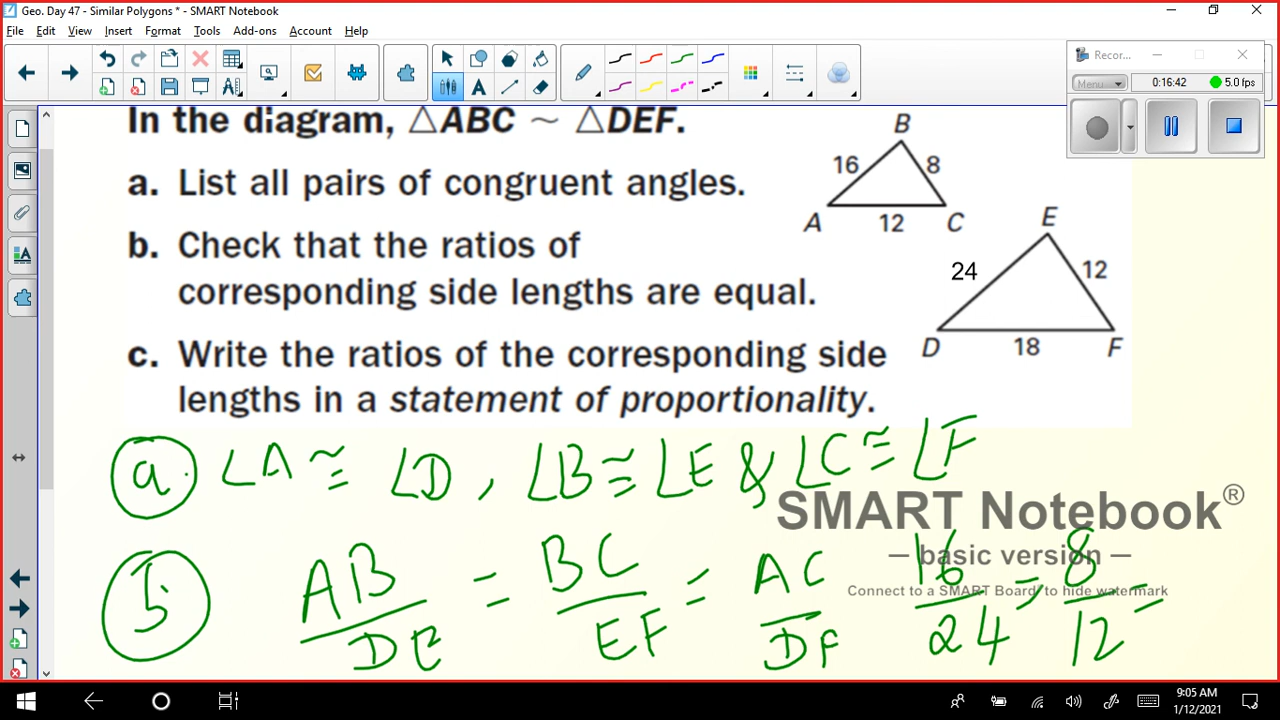 Geo. Day 47 - Similar Polygons * - SMART Notebook
File Edit View Insert Format Tools Add-ons Account Help
Recor...
Menu 0:16:42 5.0 fps
In the diagram, △ABC ~ △DEF.
a. List all pairs of congruent angles.
b. Check that the ratios of
corresponding side lengths are equal.
c. Write the ratios of the corresponding side
lengths in a statement of proportionality.
B
16 8
A 12 C
E
24 12
D 18 F
a. ∠A ≅ ∠D, ∠B ≅ ∠E & ∠C ≅ ∠F
SMART Notebook®
— basic version —
Connect to a SMART Board® to hide watermark
b AB/DE = BC/EF = AC/DF 16/24 = 8/12 =
9:05 AM
1/12/2021